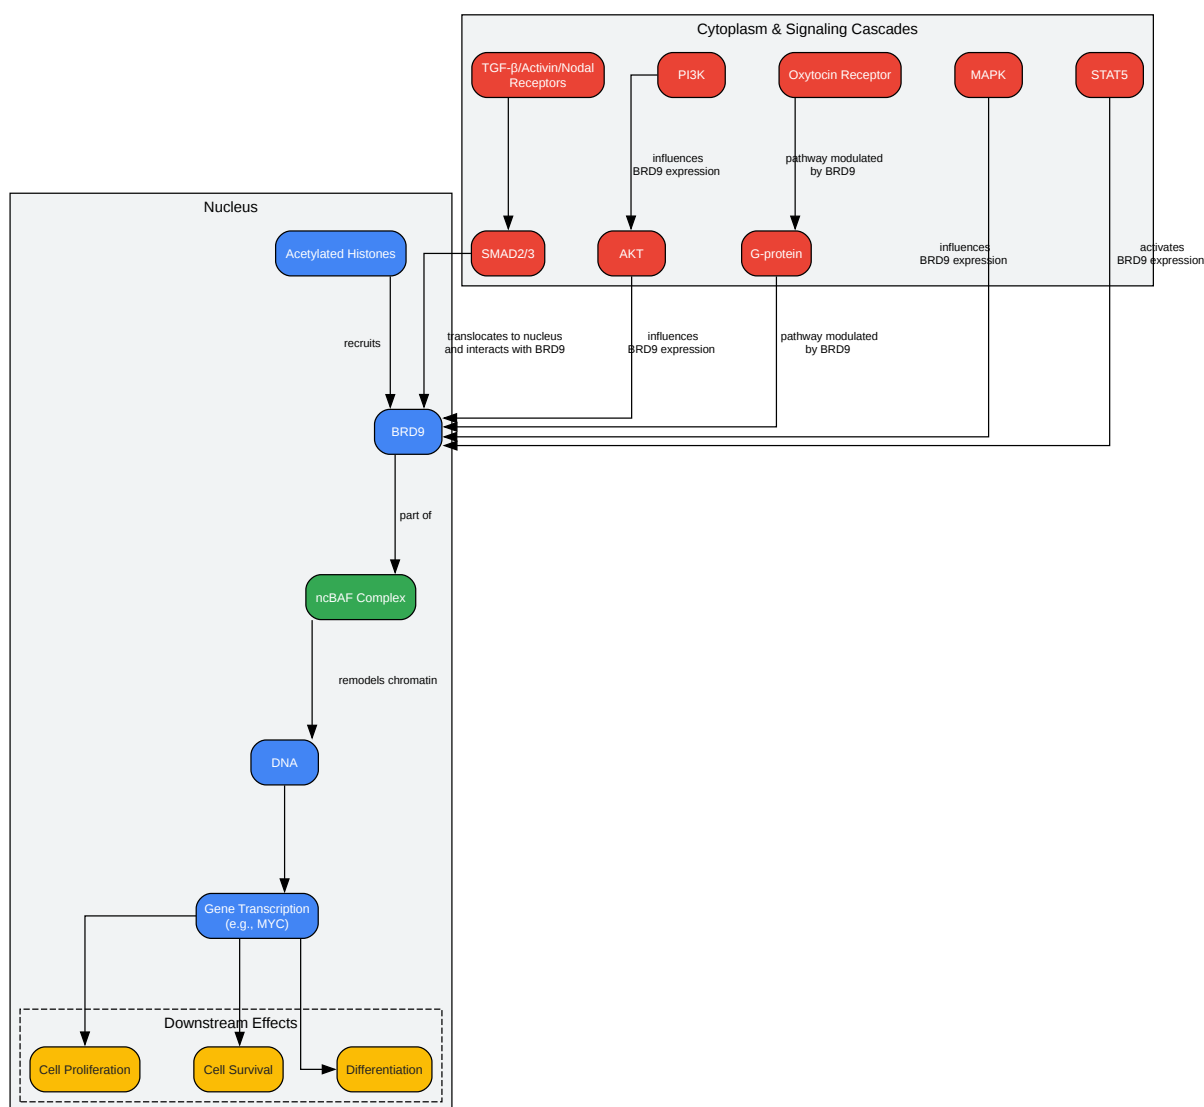 Cytoplasm & Signaling Cascades
TGF-β/Activin/Nodal
Receptors
PI3K
Oxytocin Receptor
MAPK
STAT5
influences
BRD9 expression
pathway modulated
by BRD9
Nucleus
Acetylated Histones
SMAD2/3
AKT
G-protein
influences
BRD9 expression
activates
BRD9 expression
recruits
translocates to nucleus
and interacts with BRD9
influences
BRD9 expression
pathway modulated
by BRD9
BRD9
part of
ncBAF Complex
remodels chromatin
DNA
Gene Transcription
(e.g., MYC)
Downstream Effects
Cell Proliferation
Cell Survival
Differentiation